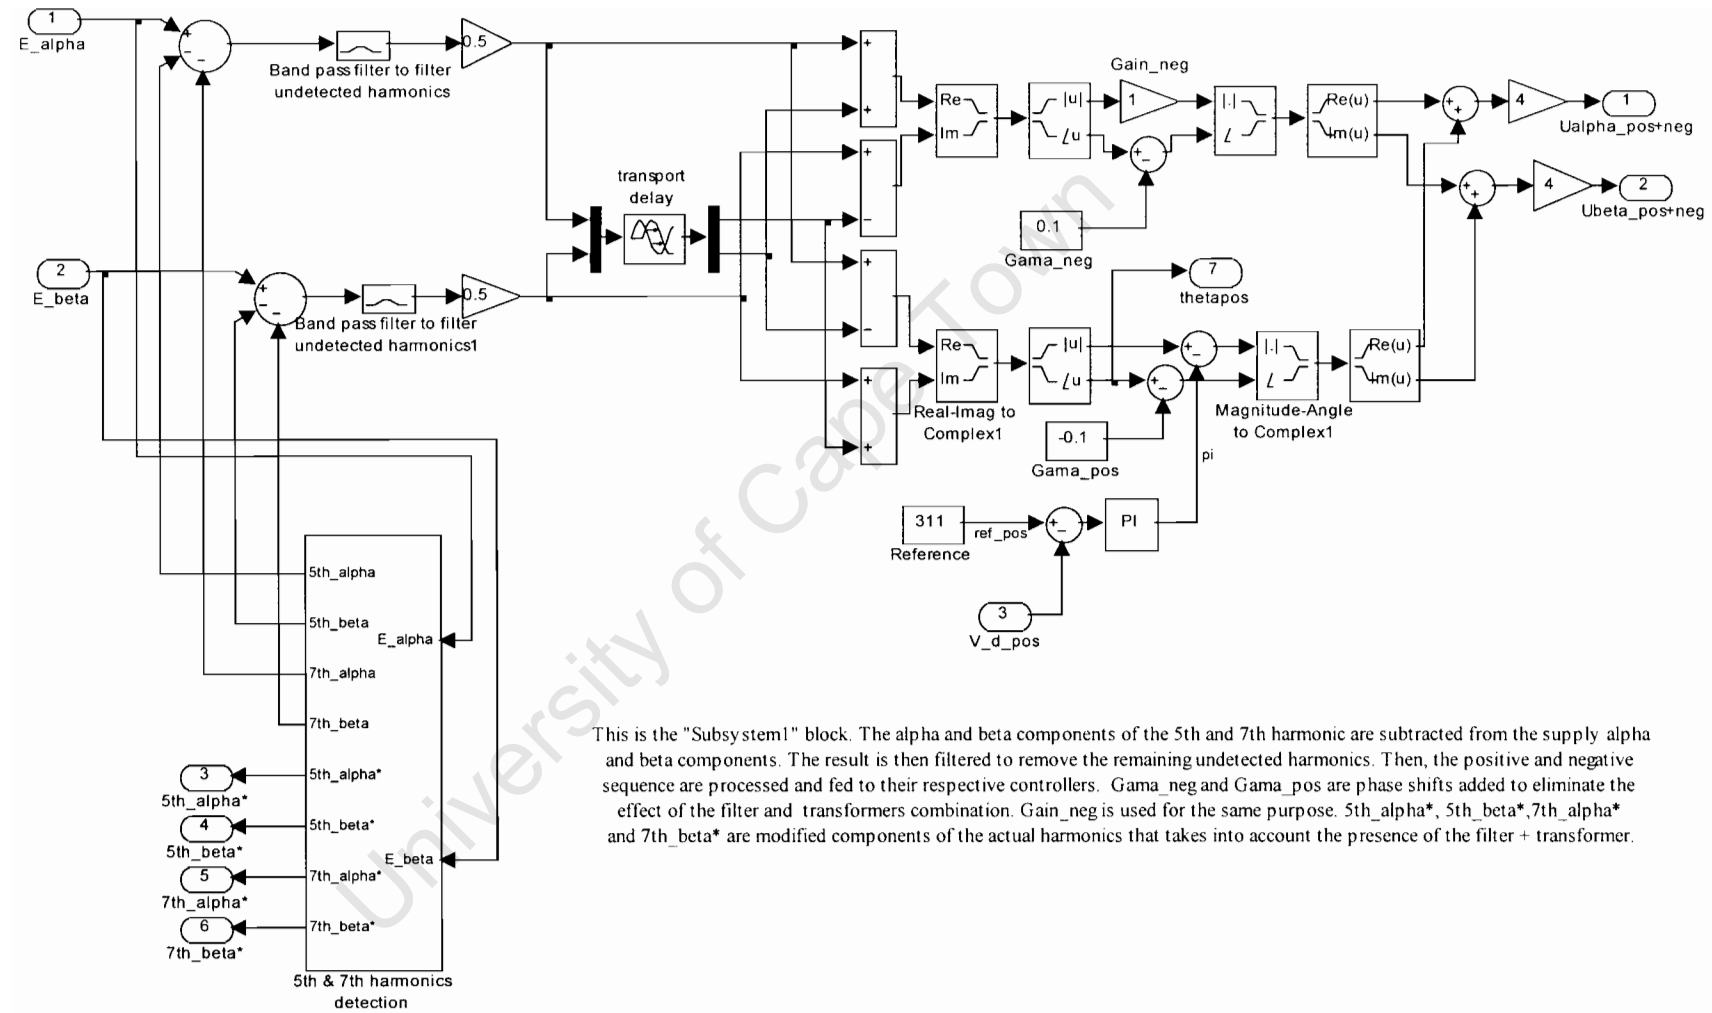 1
E_alpha
+
−
−
Band pass filter to filter
undetected harmonics
0.5
2
E_beta
+
−
−
Band pass filter to filter
undetected harmonics1
0.5
transport
delay
+
+
+
−
+
−
+
+
Re
Im
|u|
∠u
Gain_neg
1
+
−
0.1
Gama_neg
|.|
∠
Re(u)
Im(u)
+
+
4
1
Ualpha_pos+neg
+
+
4
2
Ubeta_pos+neg
7
thetapos
Re
Im
Real-Imag to
Complex1
|u|
∠u
+
−
+
−
-0.1
Gama_pos
|.|
∠
Magnitude-Angle
to Complex1
Re(u)
Im(u)
pi
311
Reference
ref_pos
+
−
PI
3
V_d_pos
5th_alpha
5th_beta
E_alpha
7th_alpha
7th_beta
5th_alpha*
5th_beta*
E_beta
7th_alpha*
7th_beta*
5th & 7th harmonics
detection
3
5th_alpha*
4
5th_beta*
5
7th_alpha*
6
7th_beta*
This is the "Subsystem1" block. The alpha and beta components of the 5th and 7th harmonic are subtracted from the supply alpha
and beta components. The result is then filtered to remove the remaining undetected harmonics. Then, the positive and negative
sequence are processed and fed to their respective controllers. Gama_neg and Gama_pos are phase shifts added to eliminate the
effect of the filter and transformers combination. Gain_neg is used for the same purpose. 5th_alpha*, 5th_beta*,7th_alpha*
and 7th_beta* are modified components of the actual harmonics that takes into account the presence of the filter + transformer.
University of Cape Town